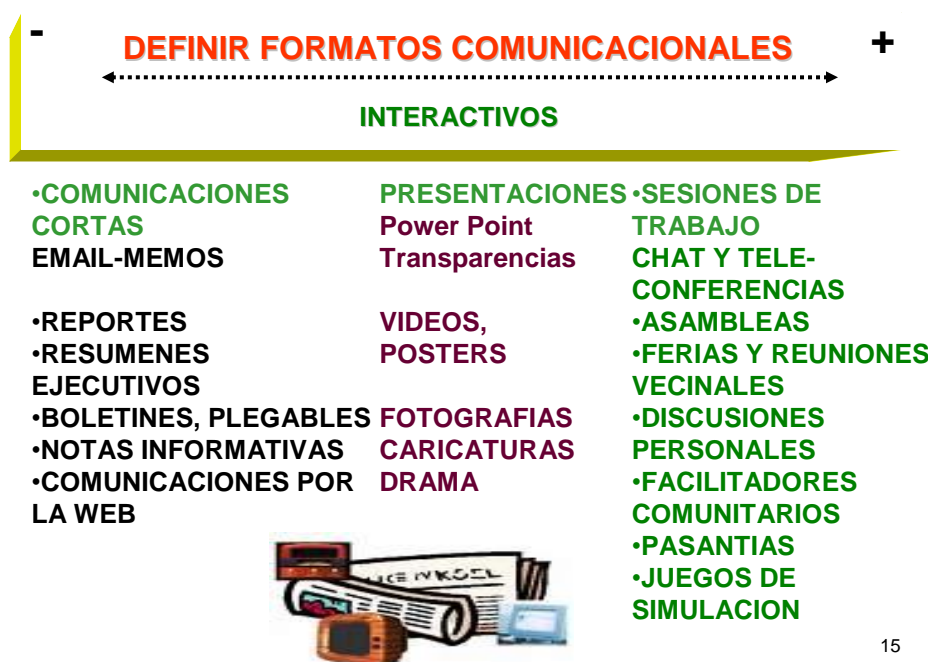 -
DEFINIR FORMATOS COMUNICACIONALES
+
INTERACTIVOS
•COMUNICACIONES
CORTAS
EMAIL-MEMOS
•REPORTES
•RESUMENES
EJECUTIVOS
•BOLETINES, PLEGABLES
•NOTAS INFORMATIVAS
•COMUNICACIONES POR
LA WEB
PRESENTACIONES
Power Point
Transparencias
VIDEOS,
POSTERS
FOTOGRAFIAS
CARICATURAS
DRAMA
•SESIONES DE
TRABAJO
CHAT Y TELE-
CONFERENCIAS
•ASAMBLEAS
•FERIAS Y REUNIONES
VECINALES
•DISCUSIONES
PERSONALES
•FACILITADORES
COMUNITARIOS
•PASANTIAS
•JUEGOS DE
SIMULACION
15